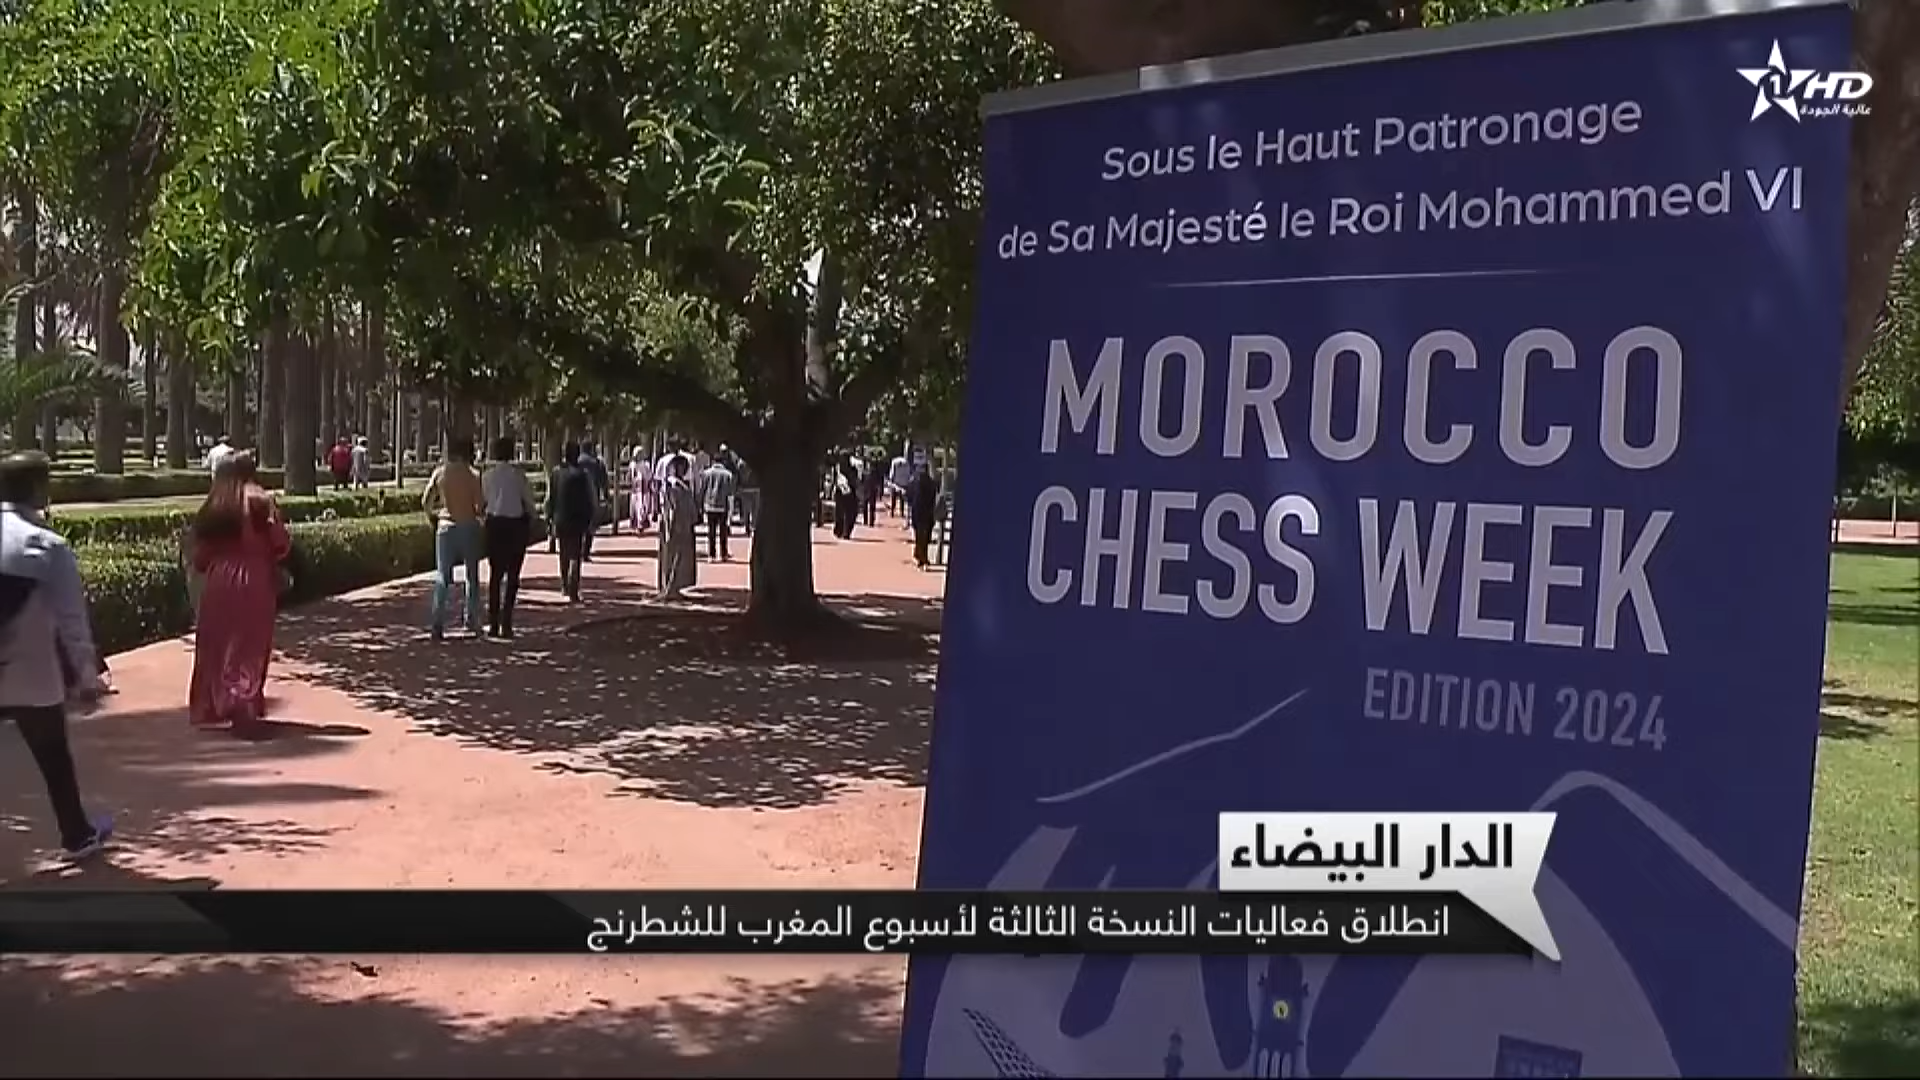 HD
عالية الجودة
Sous le Haut Patronage
de Sa Majesté le Roi Mohammed VI
MOROCCO
CHESS WEEK
EDITION 2024
الدار البيضاء
انطلاق فعاليات النسخة الثالثة لأسبوع المغرب للشطرنج